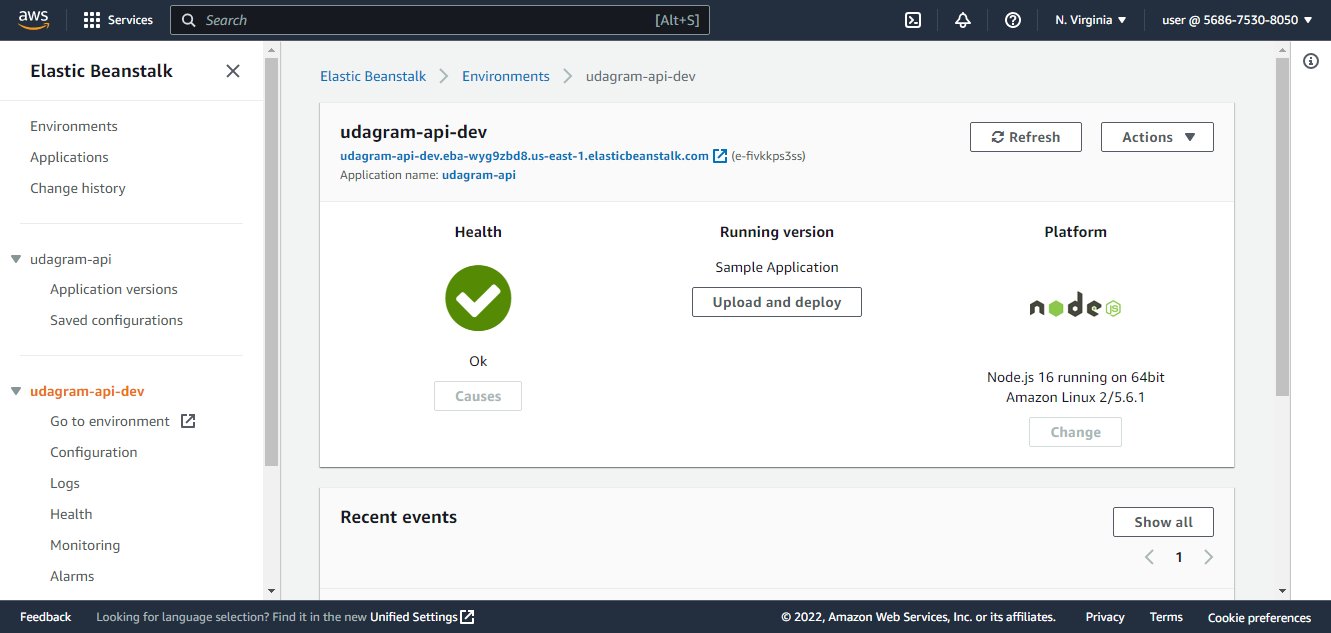 aws
Services
Search
[Alt+S]
N. Virginia
user @ 5686-7530-8050
Elastic Beanstalk
Environments
Applications
Change history
udagram-api
Application versions
Saved configurations
udagram-api-dev
Go to environment
Configuration
Logs
Health
Monitoring
Alarms
Elastic Beanstalk
Environments
udagram-api-dev
udagram-api-dev
udagram-api-dev.eba-wyg9zbd8.us-east-1.elasticbeanstalk.com (e-fivkkps3ss)
Application name: udagram-api
Refresh
Actions
Health
Ok
Causes
Running version
Sample Application
Upload and deploy
Platform
node JS
Node.js 16 running on 64bit
Amazon Linux 2/5.6.1
Change
Recent events
Show all
1
Feedback
Looking for language selection? Find it in the new Unified Settings
© 2022, Amazon Web Services, Inc. or its affiliates.
Privacy
Terms
Cookie preferences